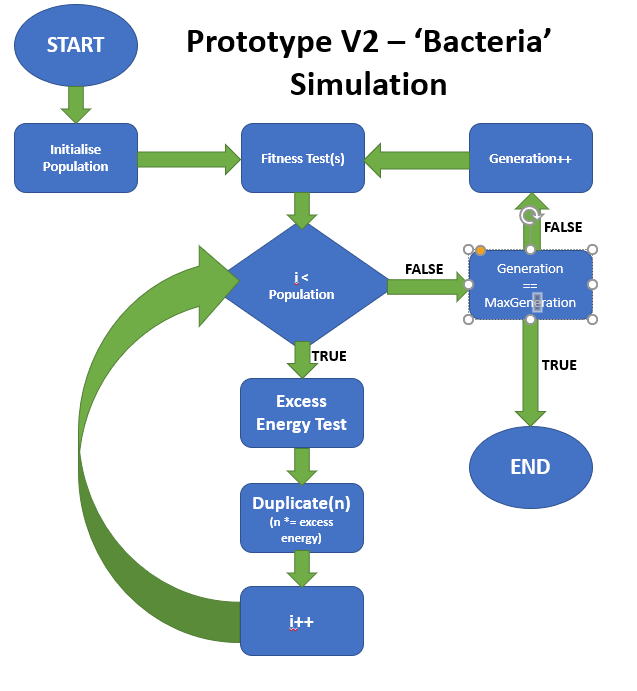 Prototype V2 – ‘Bacteria’
Simulation
START
Initialise
Population
Fitness Test(s)
Generation++
i <
Population
FALSE
Generation
==
MaxGeneration
FALSE
TRUE
TRUE
END
Excess
Energy Test
Duplicate(n)
(n *= excess
energy)
i++